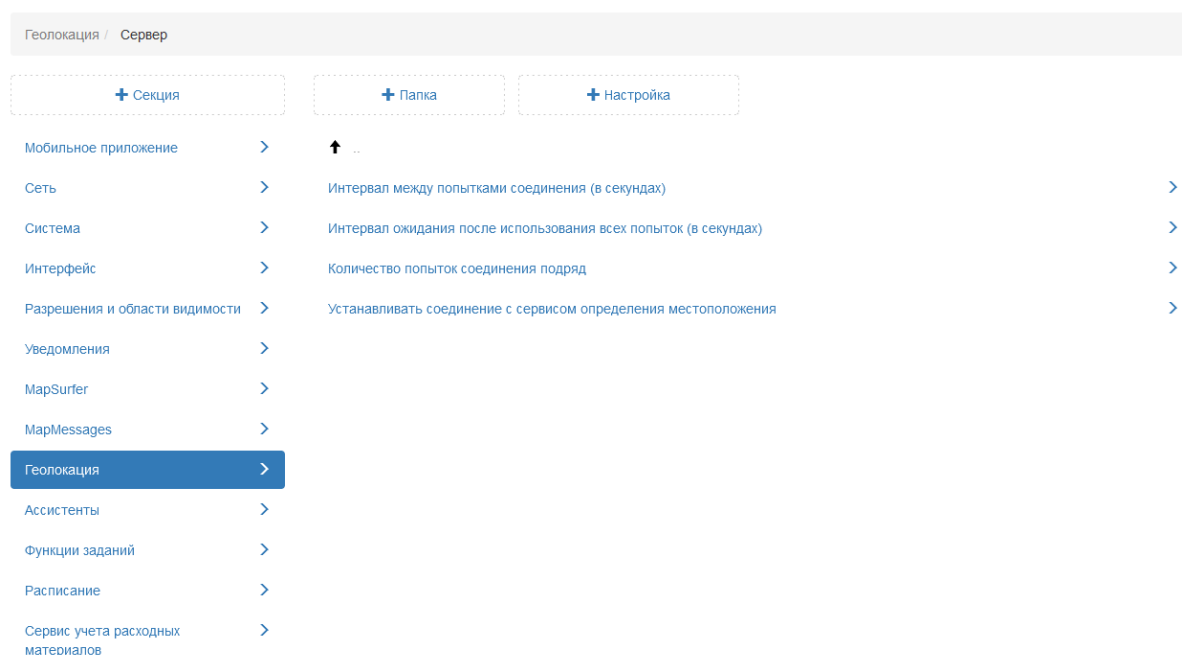 Геолокация / Сервер
+ Секция
+ Папка
+ Настройка
Мобильное приложение
Сеть
Система
Интерфейс
Разрешения и области видимости
Уведомления
MapSurfer
MapMessages
Геолокация
Ассистенты
Функции заданий
Расписание
Сервис учета расходных
материалов
..
Интервал между попытками соединения (в секундах)
Интервал ожидания после использования всех попыток (в секундах)
Количество попыток соединения подряд
Устанавливать соединение с сервисом определения местоположения